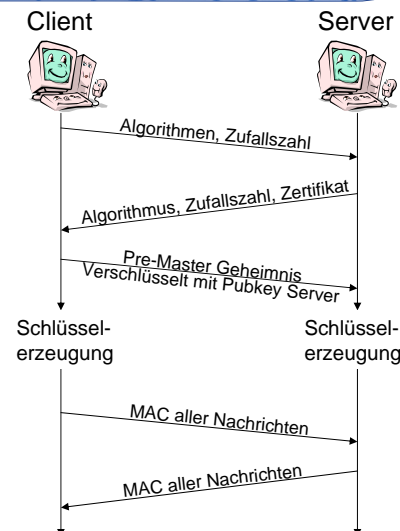 Client
Server
Algorithmen, Zufallszahl
Algorithmus, Zufallszahl, Zertifikat
Pre-Master Geheimnis
Verschlüsselt mit Pubkey Server
Schlüssel-
erzeugung
Schlüssel-
erzeugung
MAC aller Nachrichten
MAC aller Nachrichten